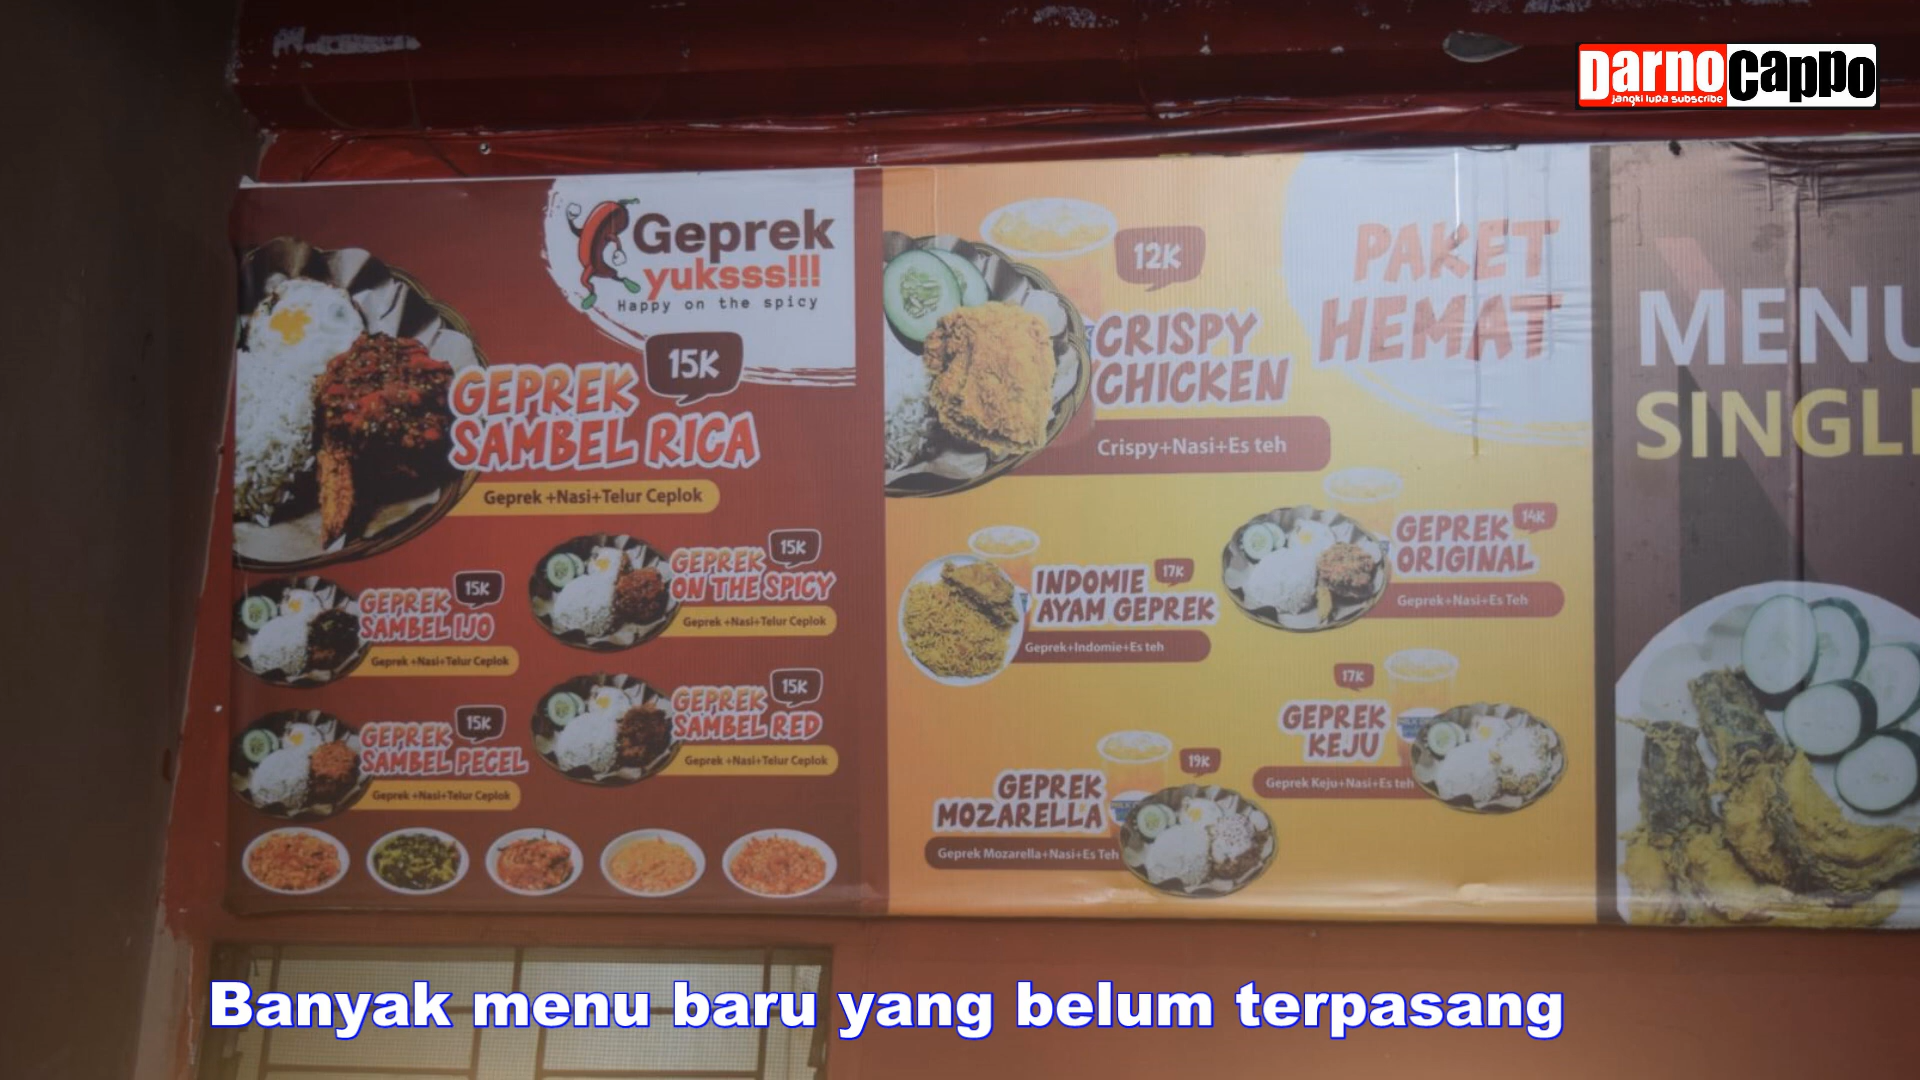 Darno Cappo
jangki lupa subscribe
Geprek
yuksss!!!
Happy on the spicy
15K
GEPREK
SAMBEL RICA
Geprek +Nasi+Telur Ceplok
15K
GEPREK
ON THE SPICY
Geprek +Nasi+Telur Ceplok
15K
GEPREK
SAMBEL IJO
Geprek +Nasi+Telur Ceplok
15K
GEPREK
SAMBEL RED
Geprek +Nasi+Telur Ceplok
15K
GEPREK
SAMBEL PECEL
Geprek +Nasi+Telur Ceplok
PAKET
HEMAT
12K
CRISPY
CHICKEN
Crispy+Nasi+Es teh
14K
GEPREK
ORIGINAL
Geprek+Nasi+Es Teh
17K
INDOMIE
AYAM GEPREK
Geprek+Indomie+Es teh
17K
GEPREK
KEJU
Geprek Keju+Nasi+Es teh
19K
GEPREK
MOZARELLA
Geprek Mozarella+Nasi+Es Teh
MENU
SINGL
Banyak menu baru yang belum terpasang